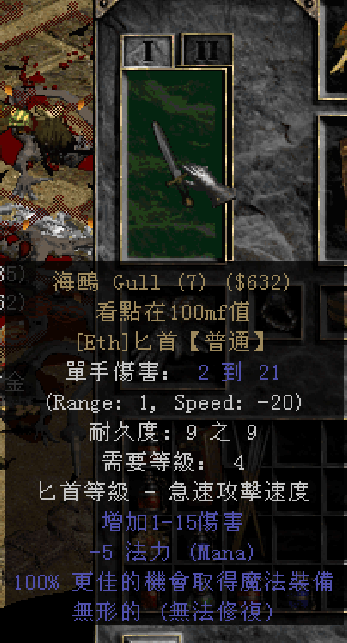 I II
海鷗 Gull (7) ($632)
看點在100mf值
[Eth]匕首【普通】
單手傷害: 2 到 21
(Range: 1, Speed: -20)
耐久度: 9 之 9
需要等級: 4
匕首等級 - 急速攻擊速度
增加1-15傷害
-5 法力 (Mana)
100% 更佳的機會取得魔法裝備
無形的 (無法修復)